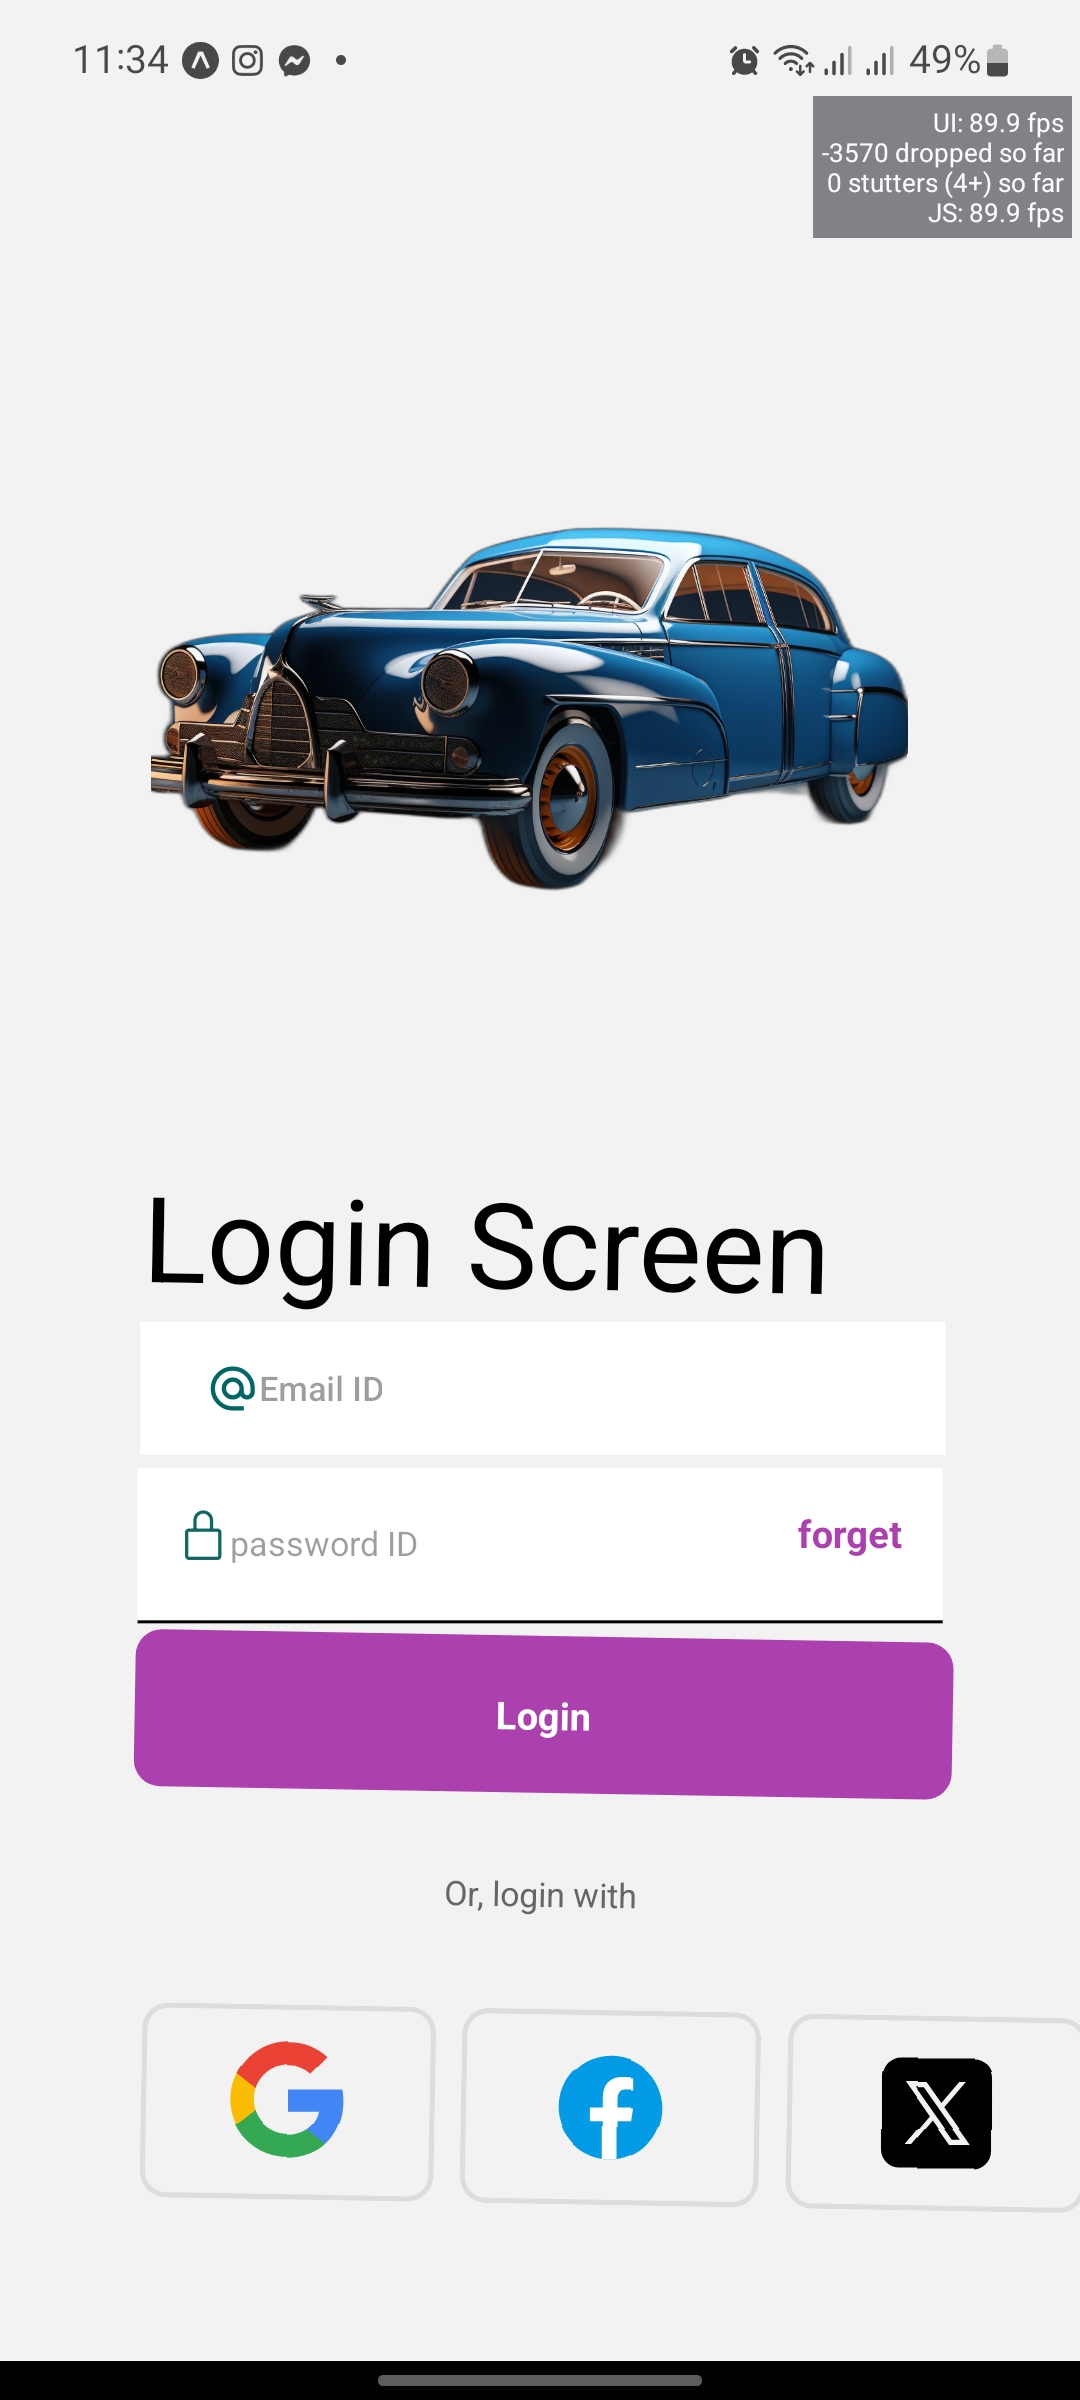 11:34 49%
UI: 89.9 fps
-3570 dropped so far
0 stutters (4+) so far
JS: 89.9 fps
Login Screen
Email ID
password ID forget
Login
Or, login with